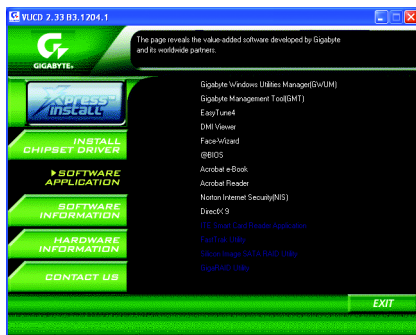 VUCD 2.33 B3.1204.1
GIGABYTE
The page reveals the value-added software developed by Gigabyte
and its worldwide partners.
Xpress
Install
INSTALL
CHIPSET DRIVER
SOFTWARE
APPLICATION
SOFTWARE
INFORMATION
HARDWARE
INFORMATION
CONTACT US
Gigabyte Windows Utilities Manager(GWUM)
Gigabyte Management Tool(GMT)
EasyTune4
DMI Viewer
Face-Wizard
@BIOS
Acrobat e-Book
Acrobat Reader
Norton Internet Security(NIS)
DirectX 9
EXIT